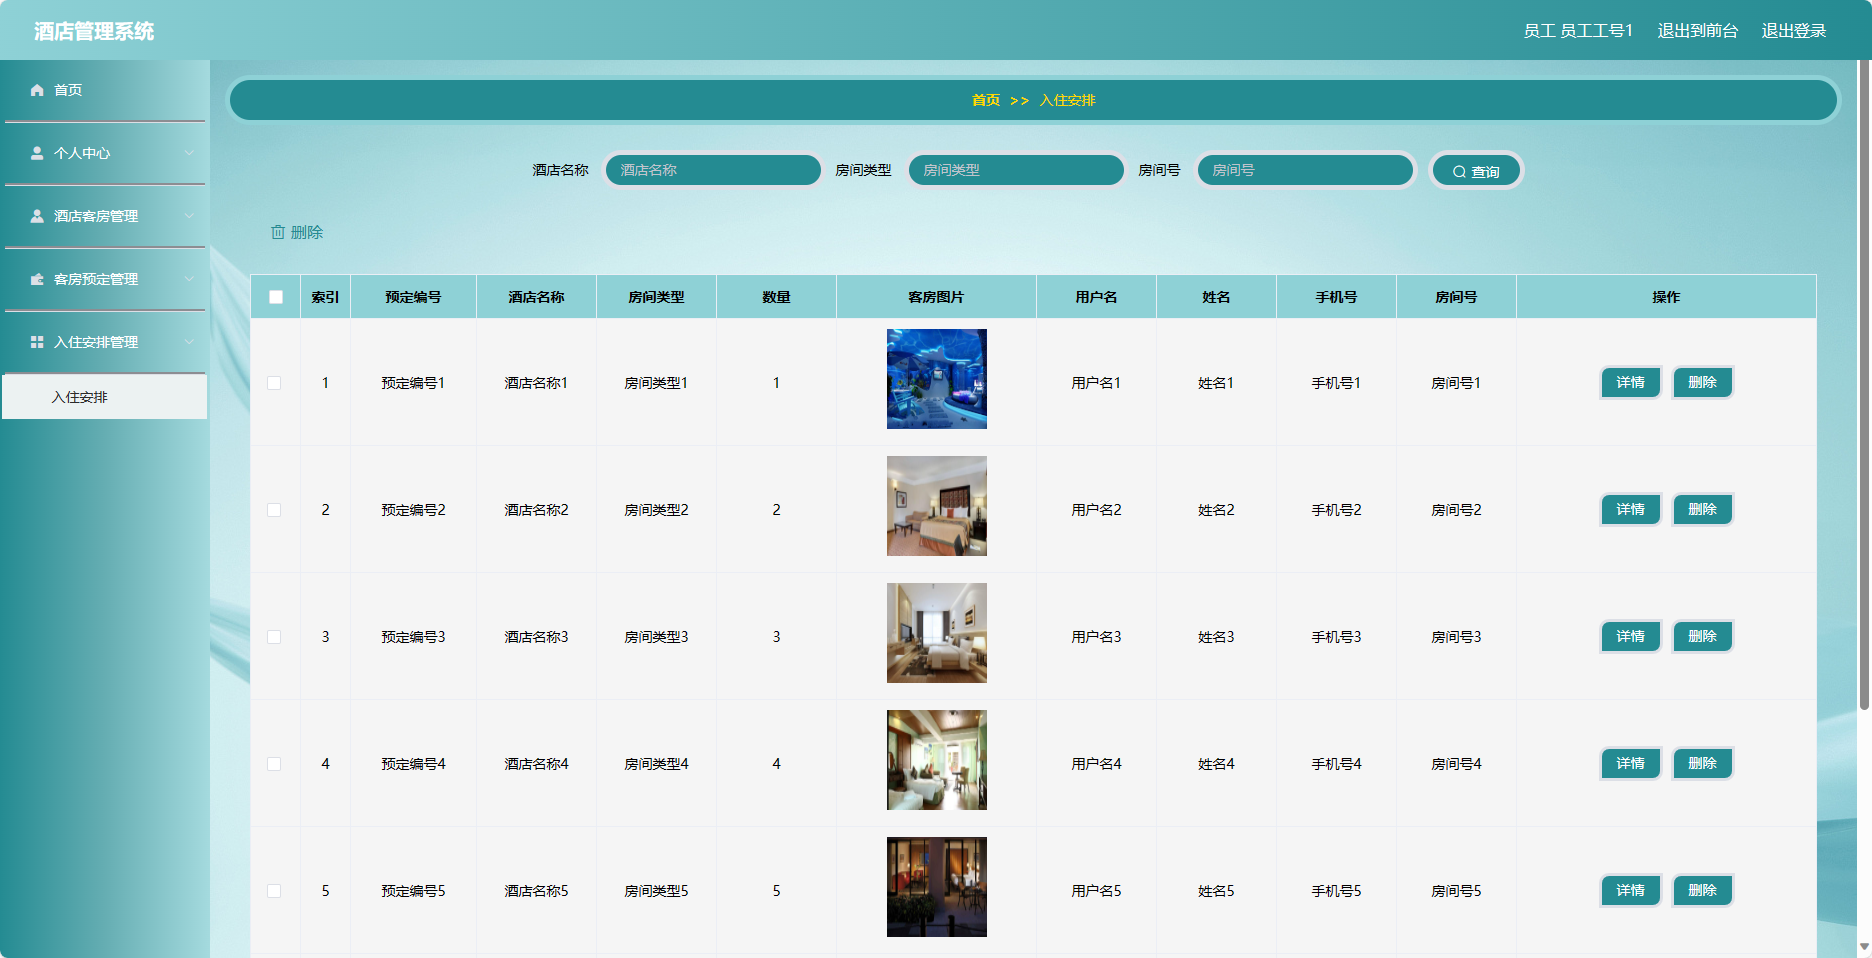 酒店管理系统
员工 员工工号1 退出到前台 退出登录
首页
个人中心
酒店客房管理
客房预定管理
入住安排管理
入住安排
首页 >> 入住安排
酒店名称 酒店名称 房间类型 房间类型 房间号 房间号 查询
删除
索引 预定编号 酒店名称 房间类型 数量 客房图片 用户名 姓名 手机号 房间号 操作
1 预定编号1 酒店名称1 房间类型1 1 用户名1 姓名1 手机号1 房间号1 详情 删除
2 预定编号2 酒店名称2 房间类型2 2 用户名2 姓名2 手机号2 房间号2 详情 删除
3 预定编号3 酒店名称3 房间类型3 3 用户名3 姓名3 手机号3 房间号3 详情 删除
4 预定编号4 酒店名称4 房间类型4 4 用户名4 姓名4 手机号4 房间号4 详情 删除
5 预定编号5 酒店名称5 房间类型5 5 用户名5 姓名5 手机号5 房间号5 详情 删除